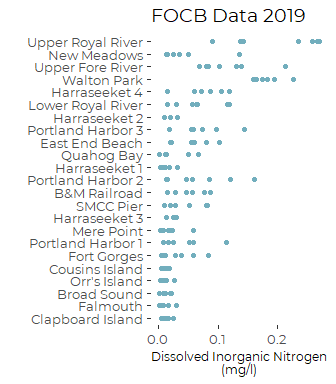 FOCB Data 2019
Upper Royal River
New Meadows
Upper Fore River
Walton Park
Harraseeket 4
Lower Royal River
Harraseeket 2
Portland Harbor 3
East End Beach
Quahog Bay
Harraseeket 1
Portland Harbor 2
B&M Railroad
SMCC Pier
Harraseeket 3
Mere Point
Portland Harbor 1
Fort Gorges
Cousins Island
Orr's Island
Broad Sound
Falmouth
Clapboard Island
0.0 0.1 0.2
Dissolved Inorganic Nitrogen
(mg/l)